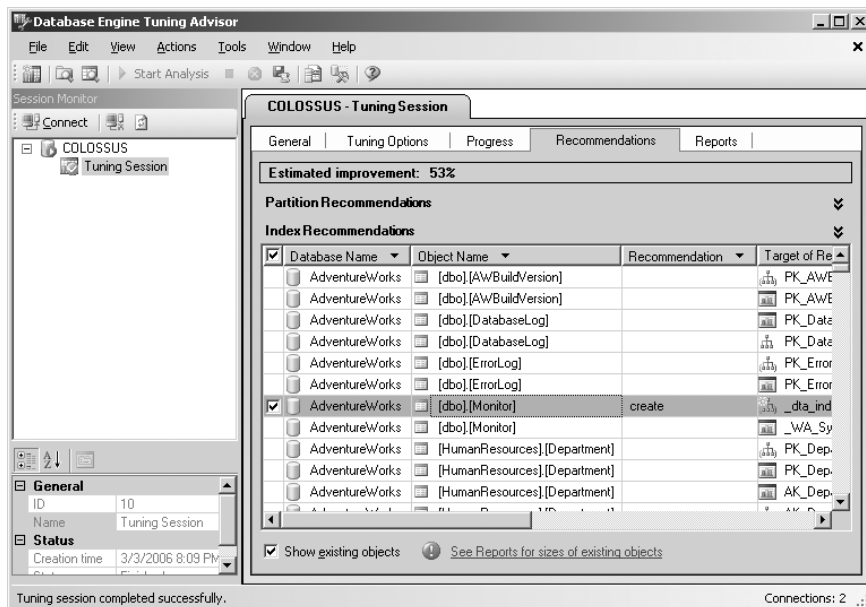 Database Engine Tuning Advisor
File Edit View Actions Tools Window Help
Start Analysis
Session Monitor
Connect
COLOSSUS
Tuning Session
General
ID 10
Name Tuning Session
Status
Creation time 3/3/2006 8:09 PM
COLOSSUS - Tuning Session
General Tuning Options Progress Recommendations Reports
Estimated improvement: 53%
Partition Recommendations
Index Recommendations
Database Name Object Name Recommendation Target of Re
AdventureWorks [dbo].[AWBuildVersion] PK_AWE
AdventureWorks [dbo].[AWBuildVersion] PK_AWE
AdventureWorks [dbo].[DatabaseLog] PK_Data
AdventureWorks [dbo].[DatabaseLog] PK_Data
AdventureWorks [dbo].[ErrorLog] PK_Error
AdventureWorks [dbo].[ErrorLog] PK_Error
AdventureWorks [dbo].[Monitor] create _dta_ind
AdventureWorks [dbo].[Monitor] _WA_Sy
AdventureWorks [HumanResources].[Department] PK_Dep
AdventureWorks [HumanResources].[Department] PK_Dep
AdventureWorks [HumanResources].[Department] AK_Dep
Show existing objects See Reports for sizes of existing objects
Tuning session completed successfully. Connections: 2